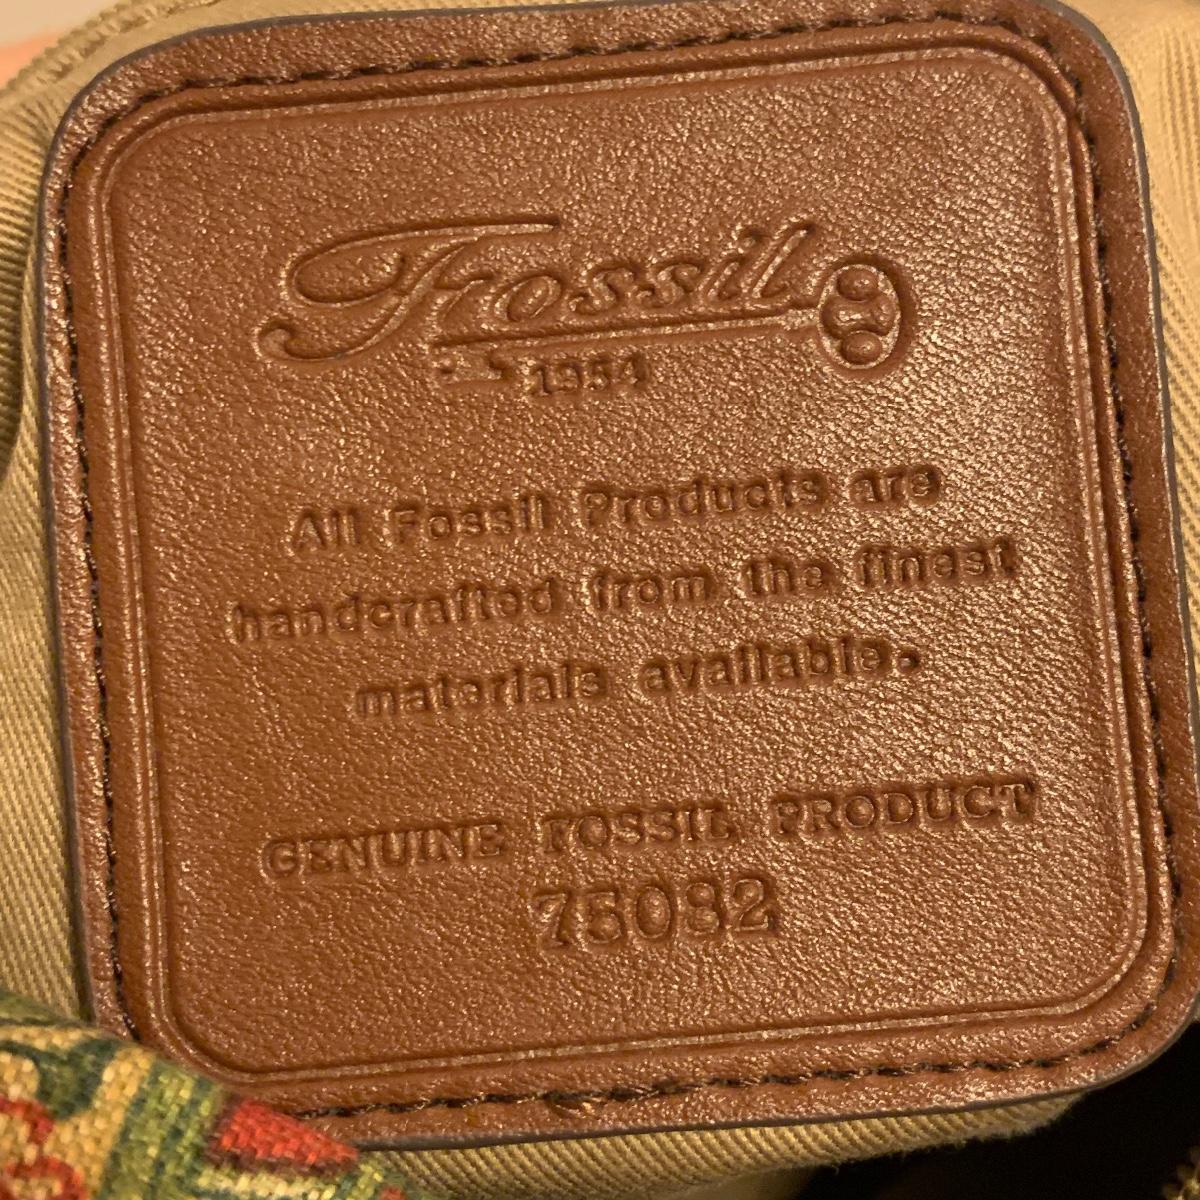 Fossil
1954
All Fossil Products are
handcrafted from the finest
materials available.
GENUINE FOSSIL PRODUCT
75082